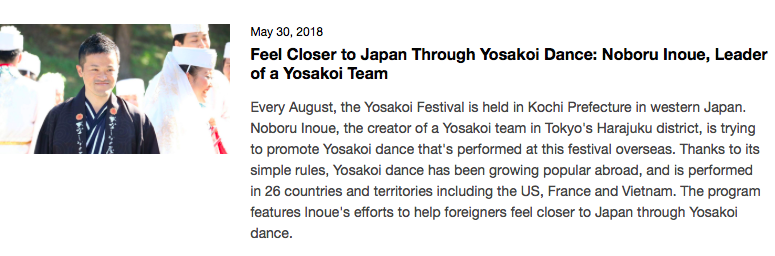 May 30, 2018
Feel Closer to Japan Through Yosakoi Dance: Noboru Inoue, Leader
of a Yosakoi Team
Every August, the Yosakoi Festival is held in Kochi Prefecture in western Japan.
Noboru Inoue, the creator of a Yosakoi team in Tokyo's Harajuku district, is trying
to promote Yosakoi dance that's performed at this festival overseas. Thanks to its
simple rules, Yosakoi dance has been growing popular abroad, and is performed
in 26 countries and territories including the US, France and Vietnam. The program
features Inoue's efforts to help foreigners feel closer to Japan through Yosakoi
dance.